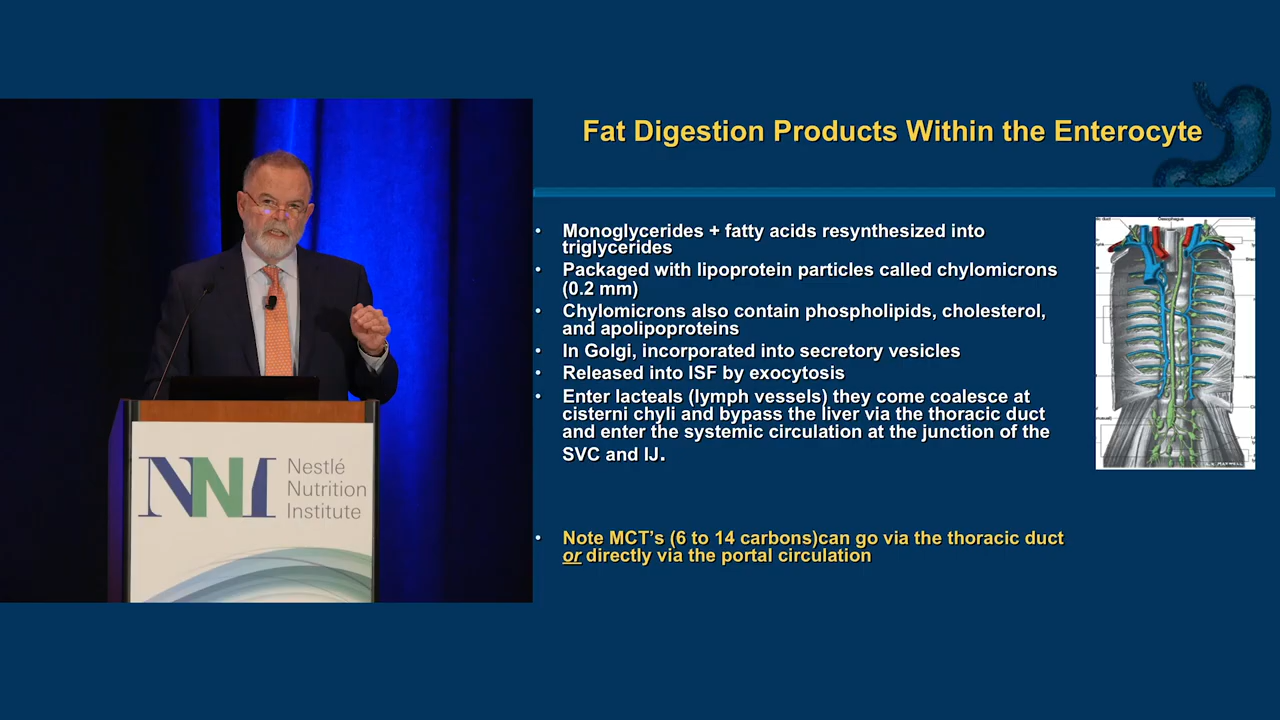 Fat Digestion Products Within the Enterocyte
• Monoglycerides + fatty acids resynthesized into
triglycerides
• Packaged with lipoprotein particles called chylomicrons
(0.2 mm)
• Chylomicrons also contain phospholipids, cholesterol,
and apolipoproteins
• In Golgi, incorporated into secretory vesicles
• Released into ISF by exocytosis
• Enter lacteals (lymph vessels) they come coalesce at
cisterni chyli and bypass the liver via the thoracic duct
and enter the systemic circulation at the junction of the
SVC and IJ.
• Note MCT's (6 to 14 carbons)can go via the thoracic duct
or directly via the portal circulation
NNI
Nestlé
Nutrition
Institute